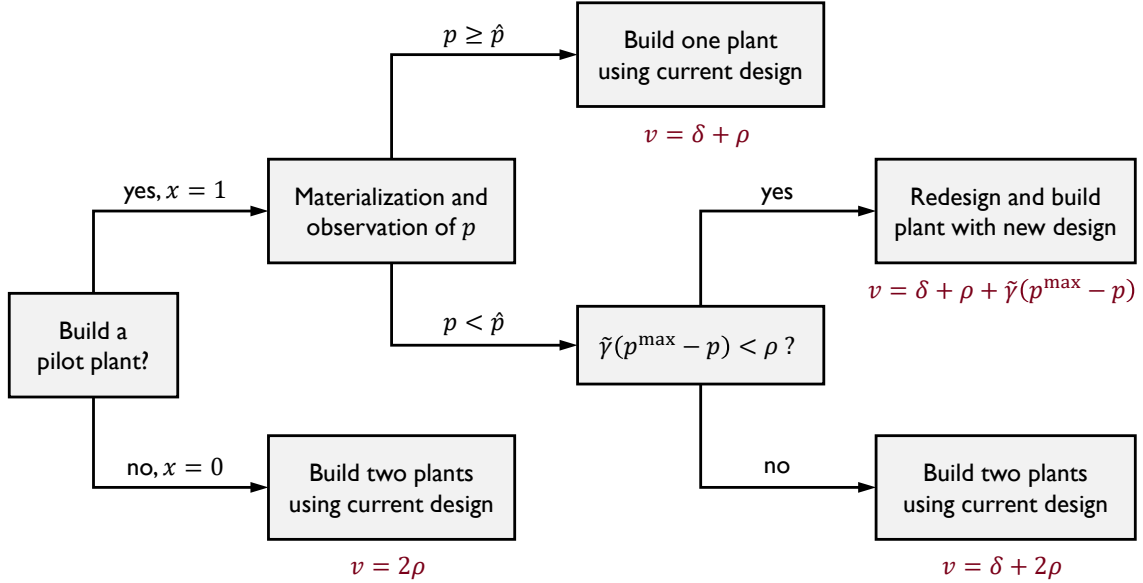 Build a
pilot plant?
yes, x = 1
no, x = 0
Materialization and
observation of p
Build two plants
using current design
v = 2ρ
p ≥ p̂
p < p̂
Build one plant
using current design
v = δ + ρ
γ̃(pᵐᵃˣ − p) < ρ ?
yes
no
Redesign and build
plant with new design
v = δ + ρ + γ̃(pᵐᵃˣ − p)
Build two plants
using current design
v = δ + 2ρ